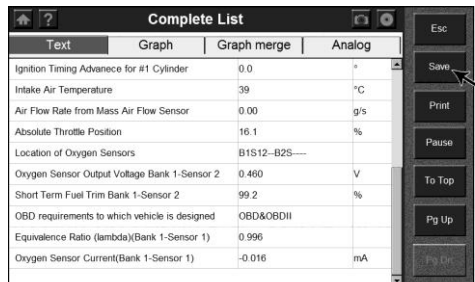 ? Complete List
Esc
Text Graph Graph merge Analog
Ignition Timing Advanece for #1 Cylinder 0.0 °
Save
Intake Air Temperature 39 °C
Air Flow Rate from Mass Air Flow Sensor 0.00 g/s
Print
Absolute Throttle Position 16.1 %
Pause
Location of Oxygen Sensors B1S12--B2S-----
Oxygen Sensor Output Voltage Bank 1-Sensor 2 0.460 V
To Top
Short Term Fuel Trim Bank 1-Sensor 2 99.2 %
OBD requirements to which vehicle is designed OBD&OBDII
Pg Up
Equivalence Ratio (lambda)(Bank 1-Sensor 1) 0.996
Oxygen Sensor Current(Bank 1-Sensor 1) -0.016 mA
Pg Dn